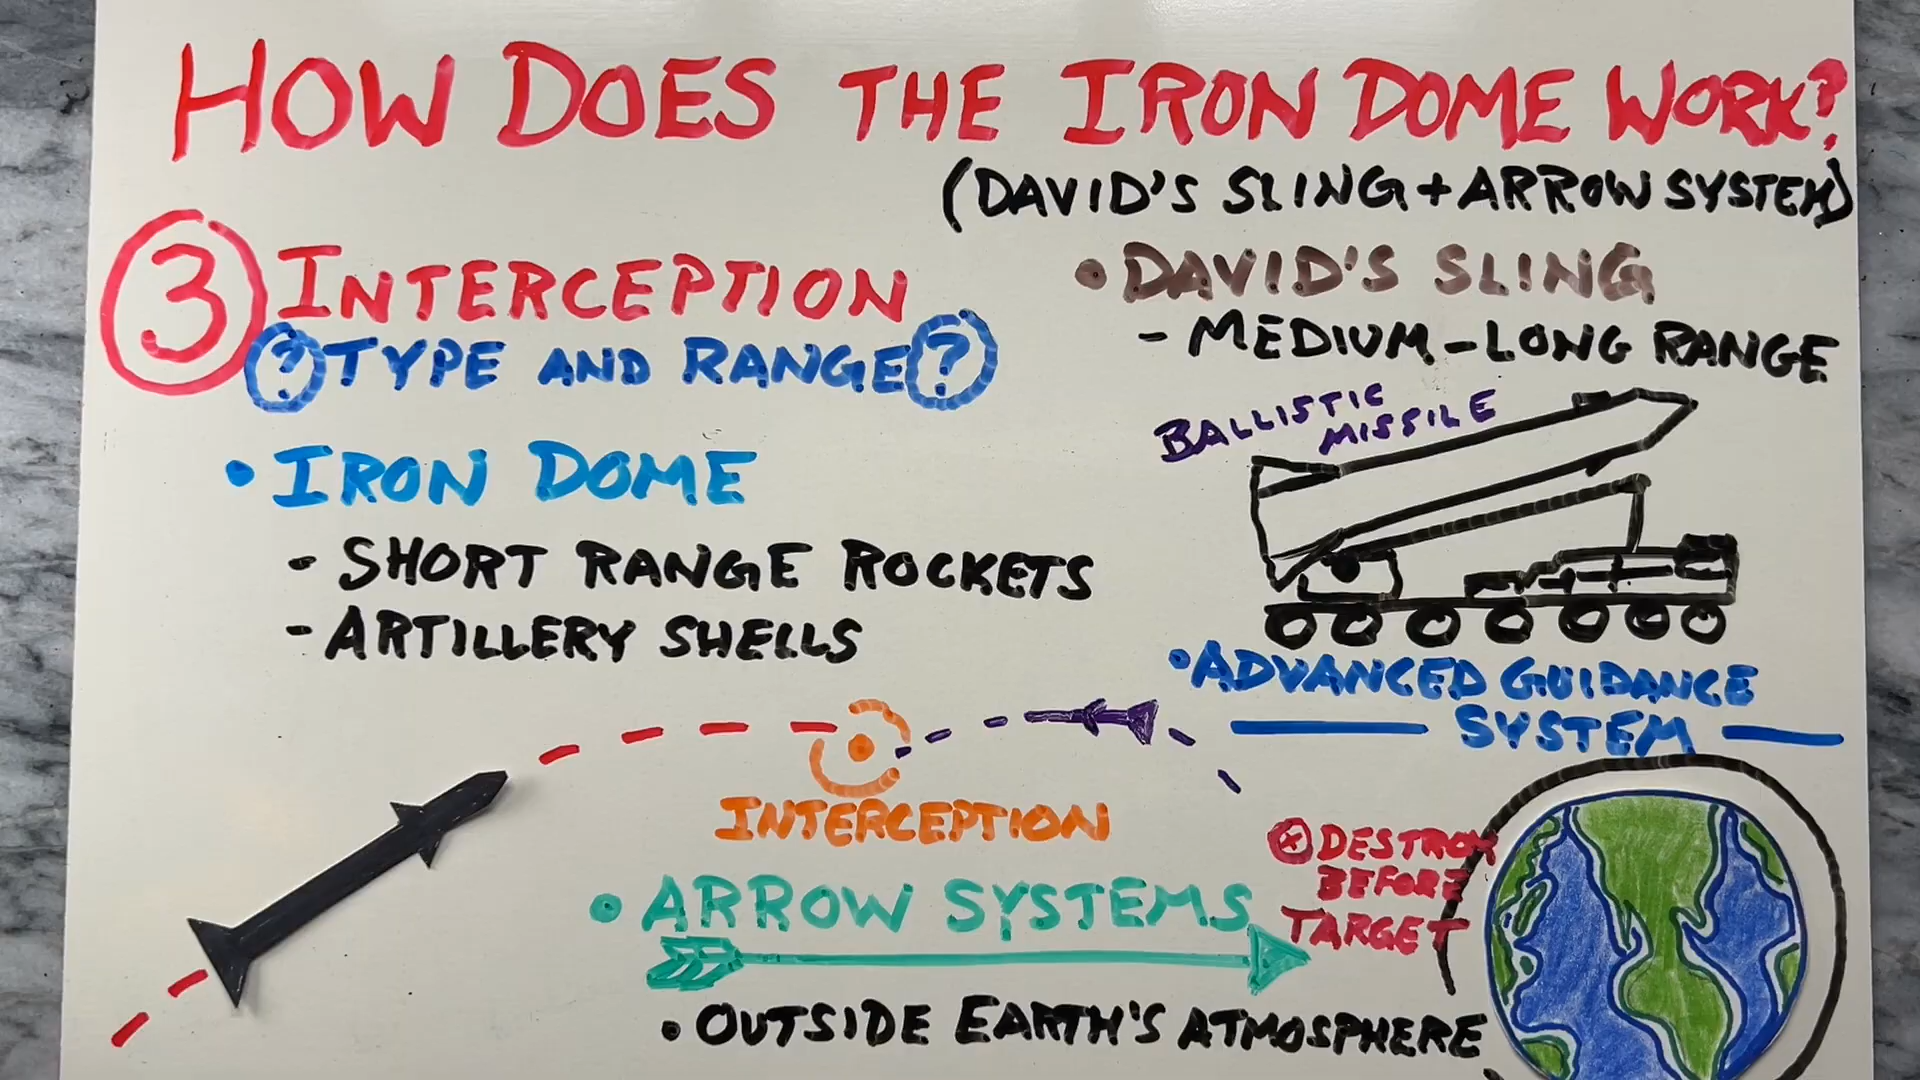 HOW DOES THE IRON DOME WORK?
(DAVID'S SLING + ARROW SYSTEM)
3 INTERCEPTION
? TYPE AND RANGE ?
• IRON DOME
- SHORT RANGE ROCKETS
- ARTILLERY SHELLS
• DAVID'S SLING
- MEDIUM-LONG RANGE
BALLISTIC
MISSILE
• ADVANCED GUIDANCE
SYSTEM
INTERCEPTION
• ARROW SYSTEMS
• OUTSIDE EARTH'S ATMOSPHERE
DESTROY
BEFORE
TARGET